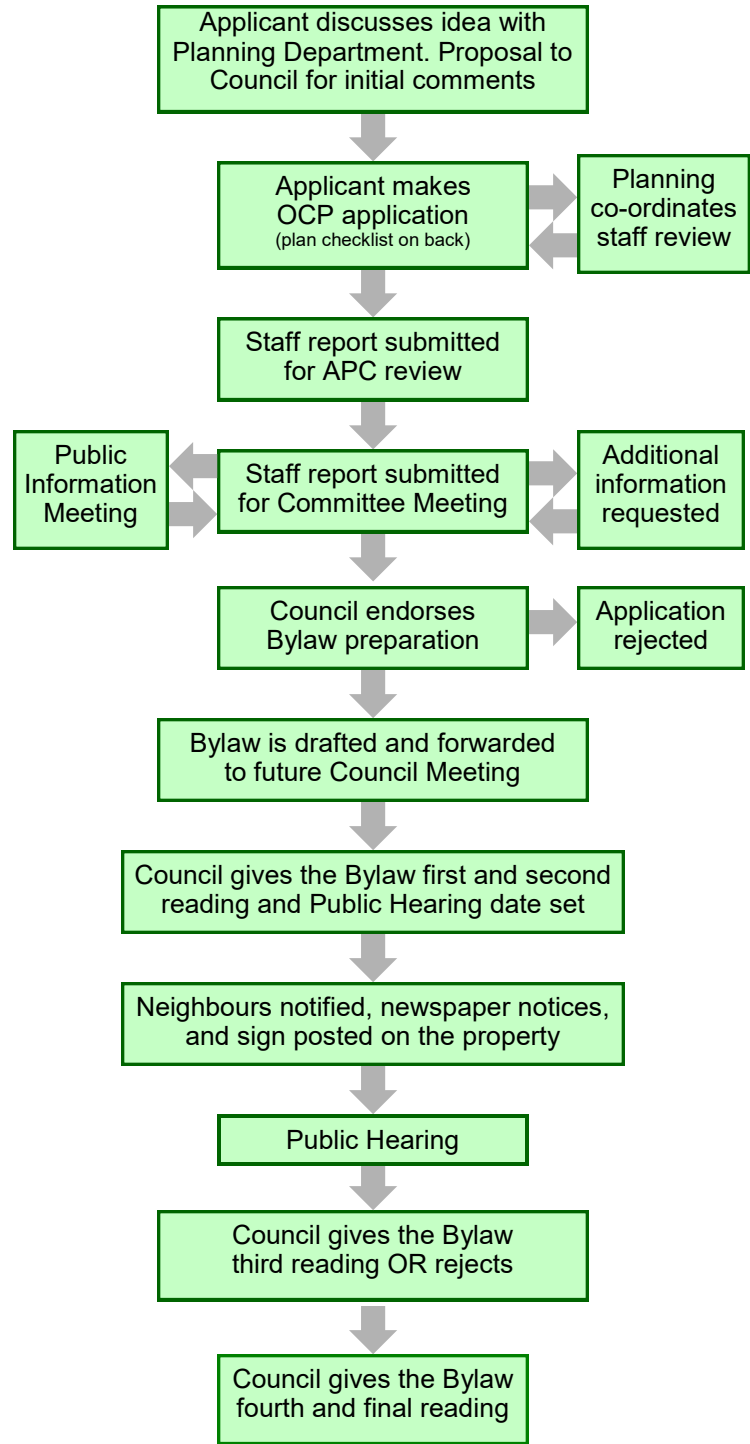 Applicant discusses idea with
Planning Department. Proposal to
Council for initial comments
Applicant makes
OCP application
(plan checklist on back)
Planning
co-ordinates
staff review
Staff report submitted
for APC review
Public
Information
Meeting
Staff report submitted
for Committee Meeting
Additional
information
requested
Council endorses
Bylaw preparation
Application
rejected
Bylaw is drafted and forwarded
to future Council Meeting
Council gives the Bylaw first and second
reading and Public Hearing date set
Neighbours notified, newspaper notices,
and sign posted on the property
Public Hearing
Council gives the Bylaw
third reading OR rejects
Council gives the Bylaw
fourth and final reading